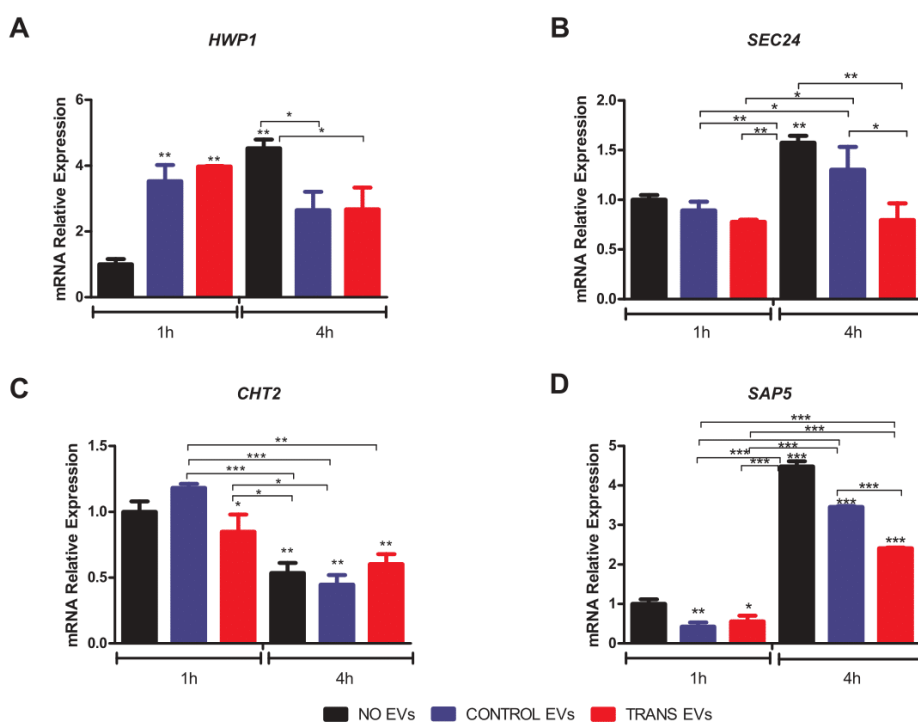 A
HWP1
mRNA Relative Expression
6
4
2
0
**
**
**
*
*
1h
4h
B
SEC24
mRNA Relative Expression
2.0
1.5
1.0
0.5
0.0
**
*
*
**
**
**
*
1h
4h
C
CHT2
mRNA Relative Expression
1.5
1.0
0.5
0.0
**
***
*
*
*
**
**
**
1h
4h
D
SAP5
mRNA Relative Expression
5
4
3
2
1
0
***
***
***
***
***
***
***
***
***
**
*
1h
4h
NO EVs CONTROL EVs TRANS EVs